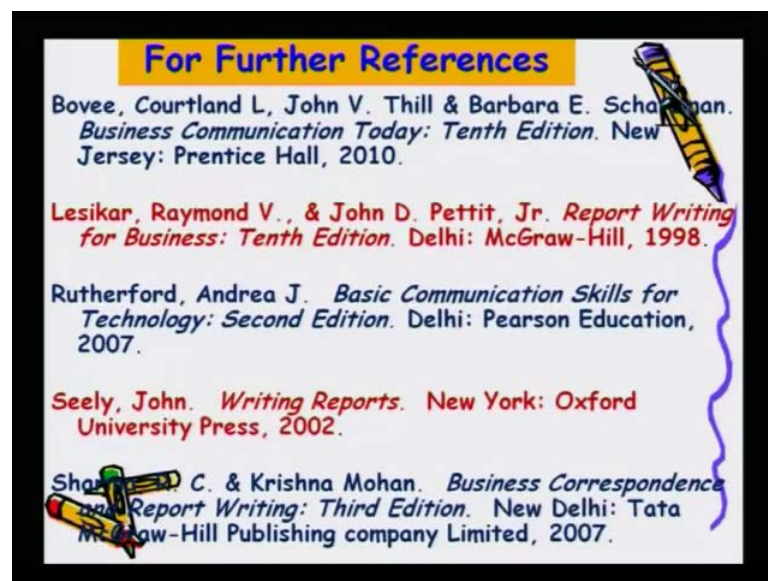 For Further References
Bovee, Courtland L, John V. Thill & Barbara E.
Business Communication Today: Tenth Edition. New
Jersey: Prentice Hall, 2010.
Lesikar, Raymond V., & John D. Pettit, Jr. Report Writing
for Business: Tenth Edition. Delhi: McGraw-Hill, 1998.
Rutherford, Andrea J. Basic Communication Skills for
Technology: Second Edition. Delhi: Pearson Education,
2007.
Seely, John. Writing Reports. New York: Oxford
University Press, 2002.
C. & Krishna Mohan. Business Correspondence
and Report Writing: Third Edition. New Delhi: Tata
McGraw-Hill Publishing company Limited, 2007.